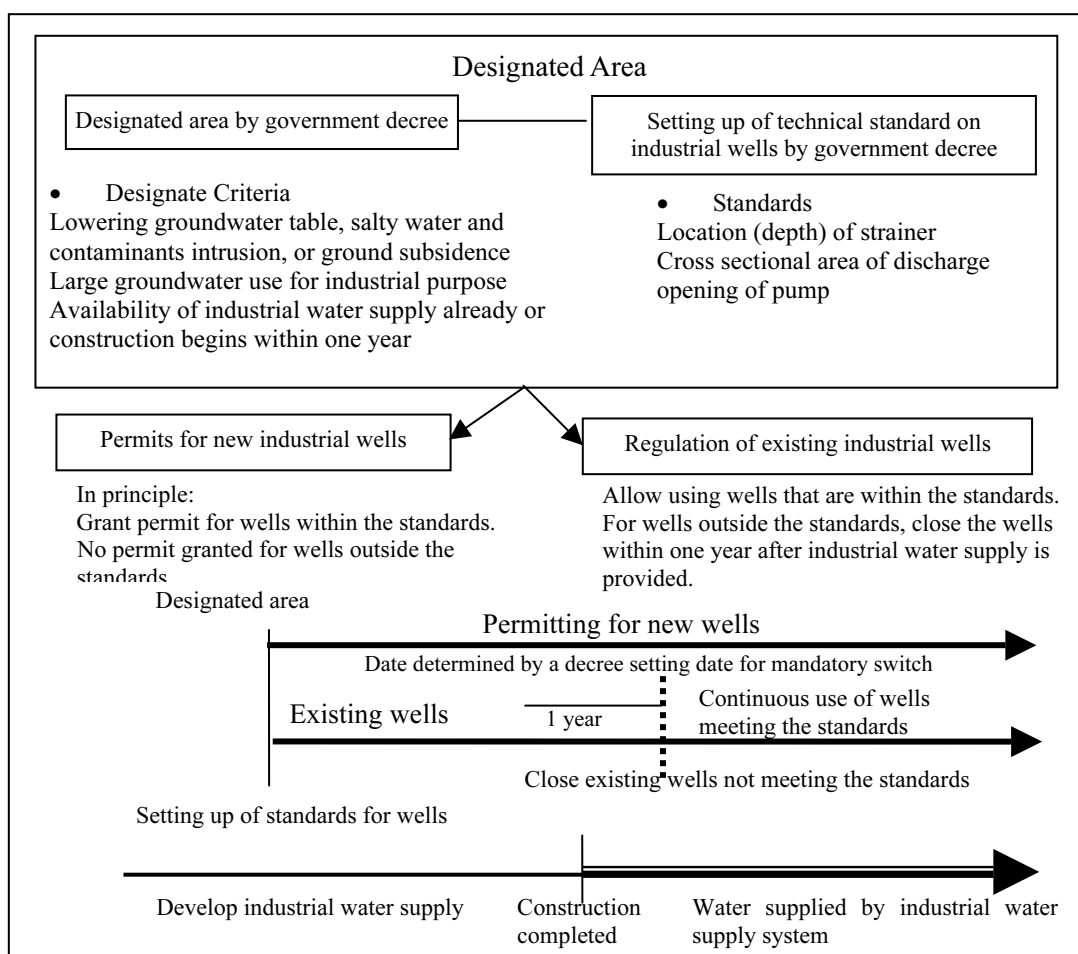 Designated Area
Designated area by government decree
Setting up of technical standard on
industrial wells by government decree
• Designate Criteria
Lowering groundwater table, salty water and
contaminants intrusion, or ground subsidence
Large groundwater use for industrial purpose
Availability of industrial water supply already or
construction begins within one year
• Standards
Location (depth) of strainer
Cross sectional area of discharge
opening of pump
Permits for new industrial wells
Regulation of existing industrial wells
In principle:
Grant permit for wells within the standards.
No permit granted for wells outside the
standards
Allow using wells that are within the standards.
For wells outside the standards, close the wells
within one year after industrial water supply is
provided.
Designated area
Permitting for new wells
Date determined by a decree setting date for mandatory switch
Existing wells
1 year
Continuous use of wells
meeting the standards
Close existing wells not meeting the standards
Setting up of standards for wells
Develop industrial water supply
Construction
completed
Water supplied by industrial water
supply system